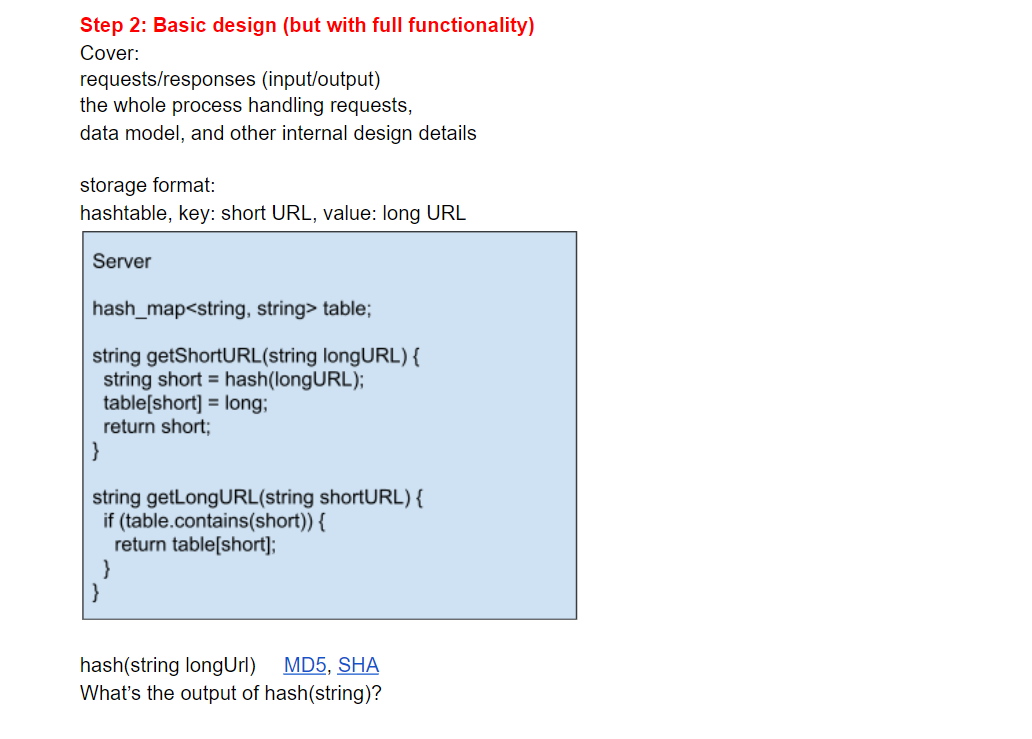 Step 2: Basic design (but with full functionality)
Cover:
requests/responses (input/output)
the whole process handling requests,
data model, and other internal design details
storage format:
hashtable, key: short URL, value: long URL
Server
hash_map<string, string> table;
string getShortURL(string longURL) {
string short = hash(longURL);
table[short] = long;
return short;
}
string getLongURL(string shortURL) {
if (table.contains(short)) {
return table[short];
}
}
hash(string longUrl) MD5, SHA
What’s the output of hash(string)?